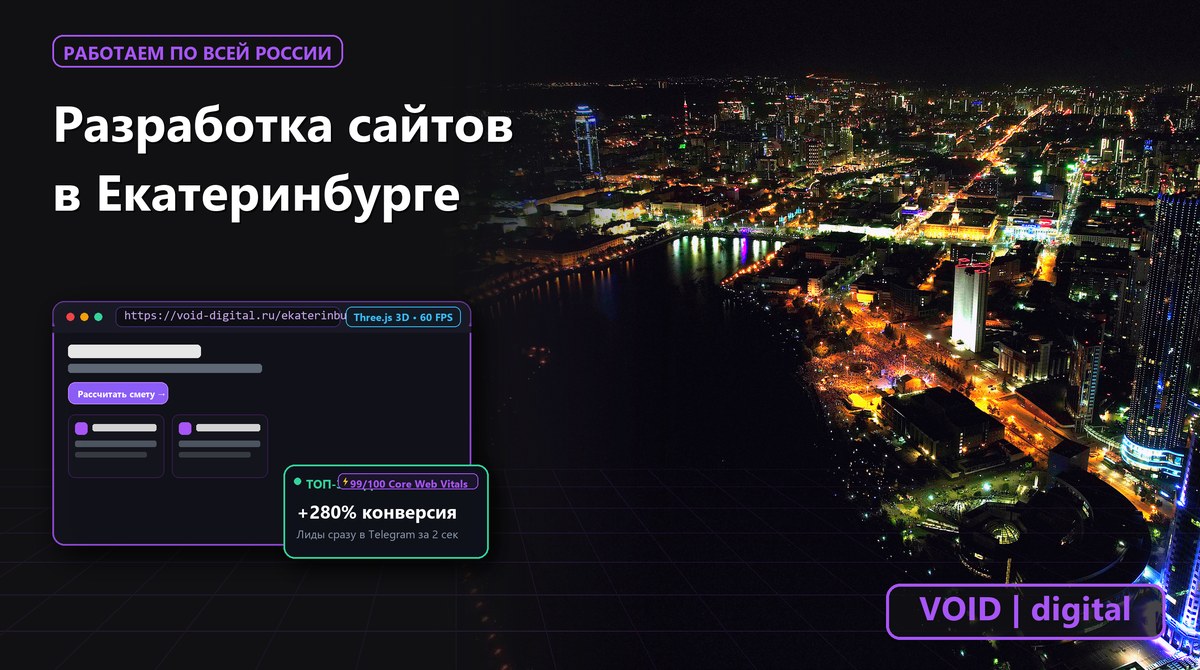 РАБОТАЕМ ПО ВСЕЙ РОССИИ
Разработка сайтов
в Екатеринбурге
https://void-digital.ru/ekaterinbu
Three.js 3D • 60 FPS
Рассчитать смету →
ТОП-
99/100 Core Web Vitals
+280% конверсия
Лиды сразу в Telegram за 2 сек
VOID | digital